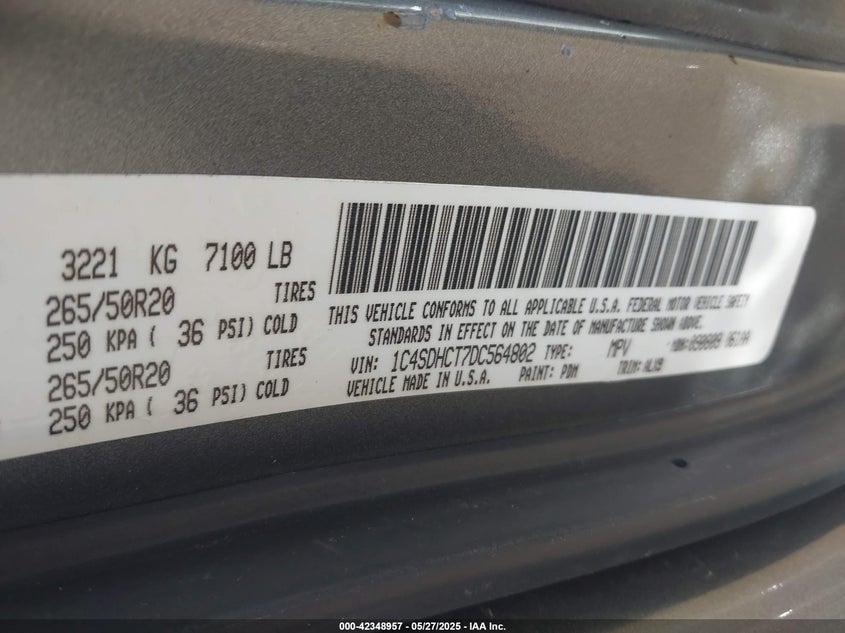 3221 KG 7100 LB
265/50R20 TIRES
250 KPA ( 36 PSI) COLD
265/50R20 TIRES
250 KPA ( 36 PSI) COLD
THIS VEHICLE CONFORMS TO ALL APPLICABLE U.S.A. FEDERAL MOTOR VEHICLE SAFETY
STANDARDS IN EFFECT ON THE DATE OF MANUFACTURE SHOWN ABOVE.
VIN: 1C4SDHCT7DC564802 TYPE: MPV
VEHICLE MADE IN U.S.A. PAINT: PDM TRIM: ALX9
000-42348957 | 05/27/2025 - IAA Inc.